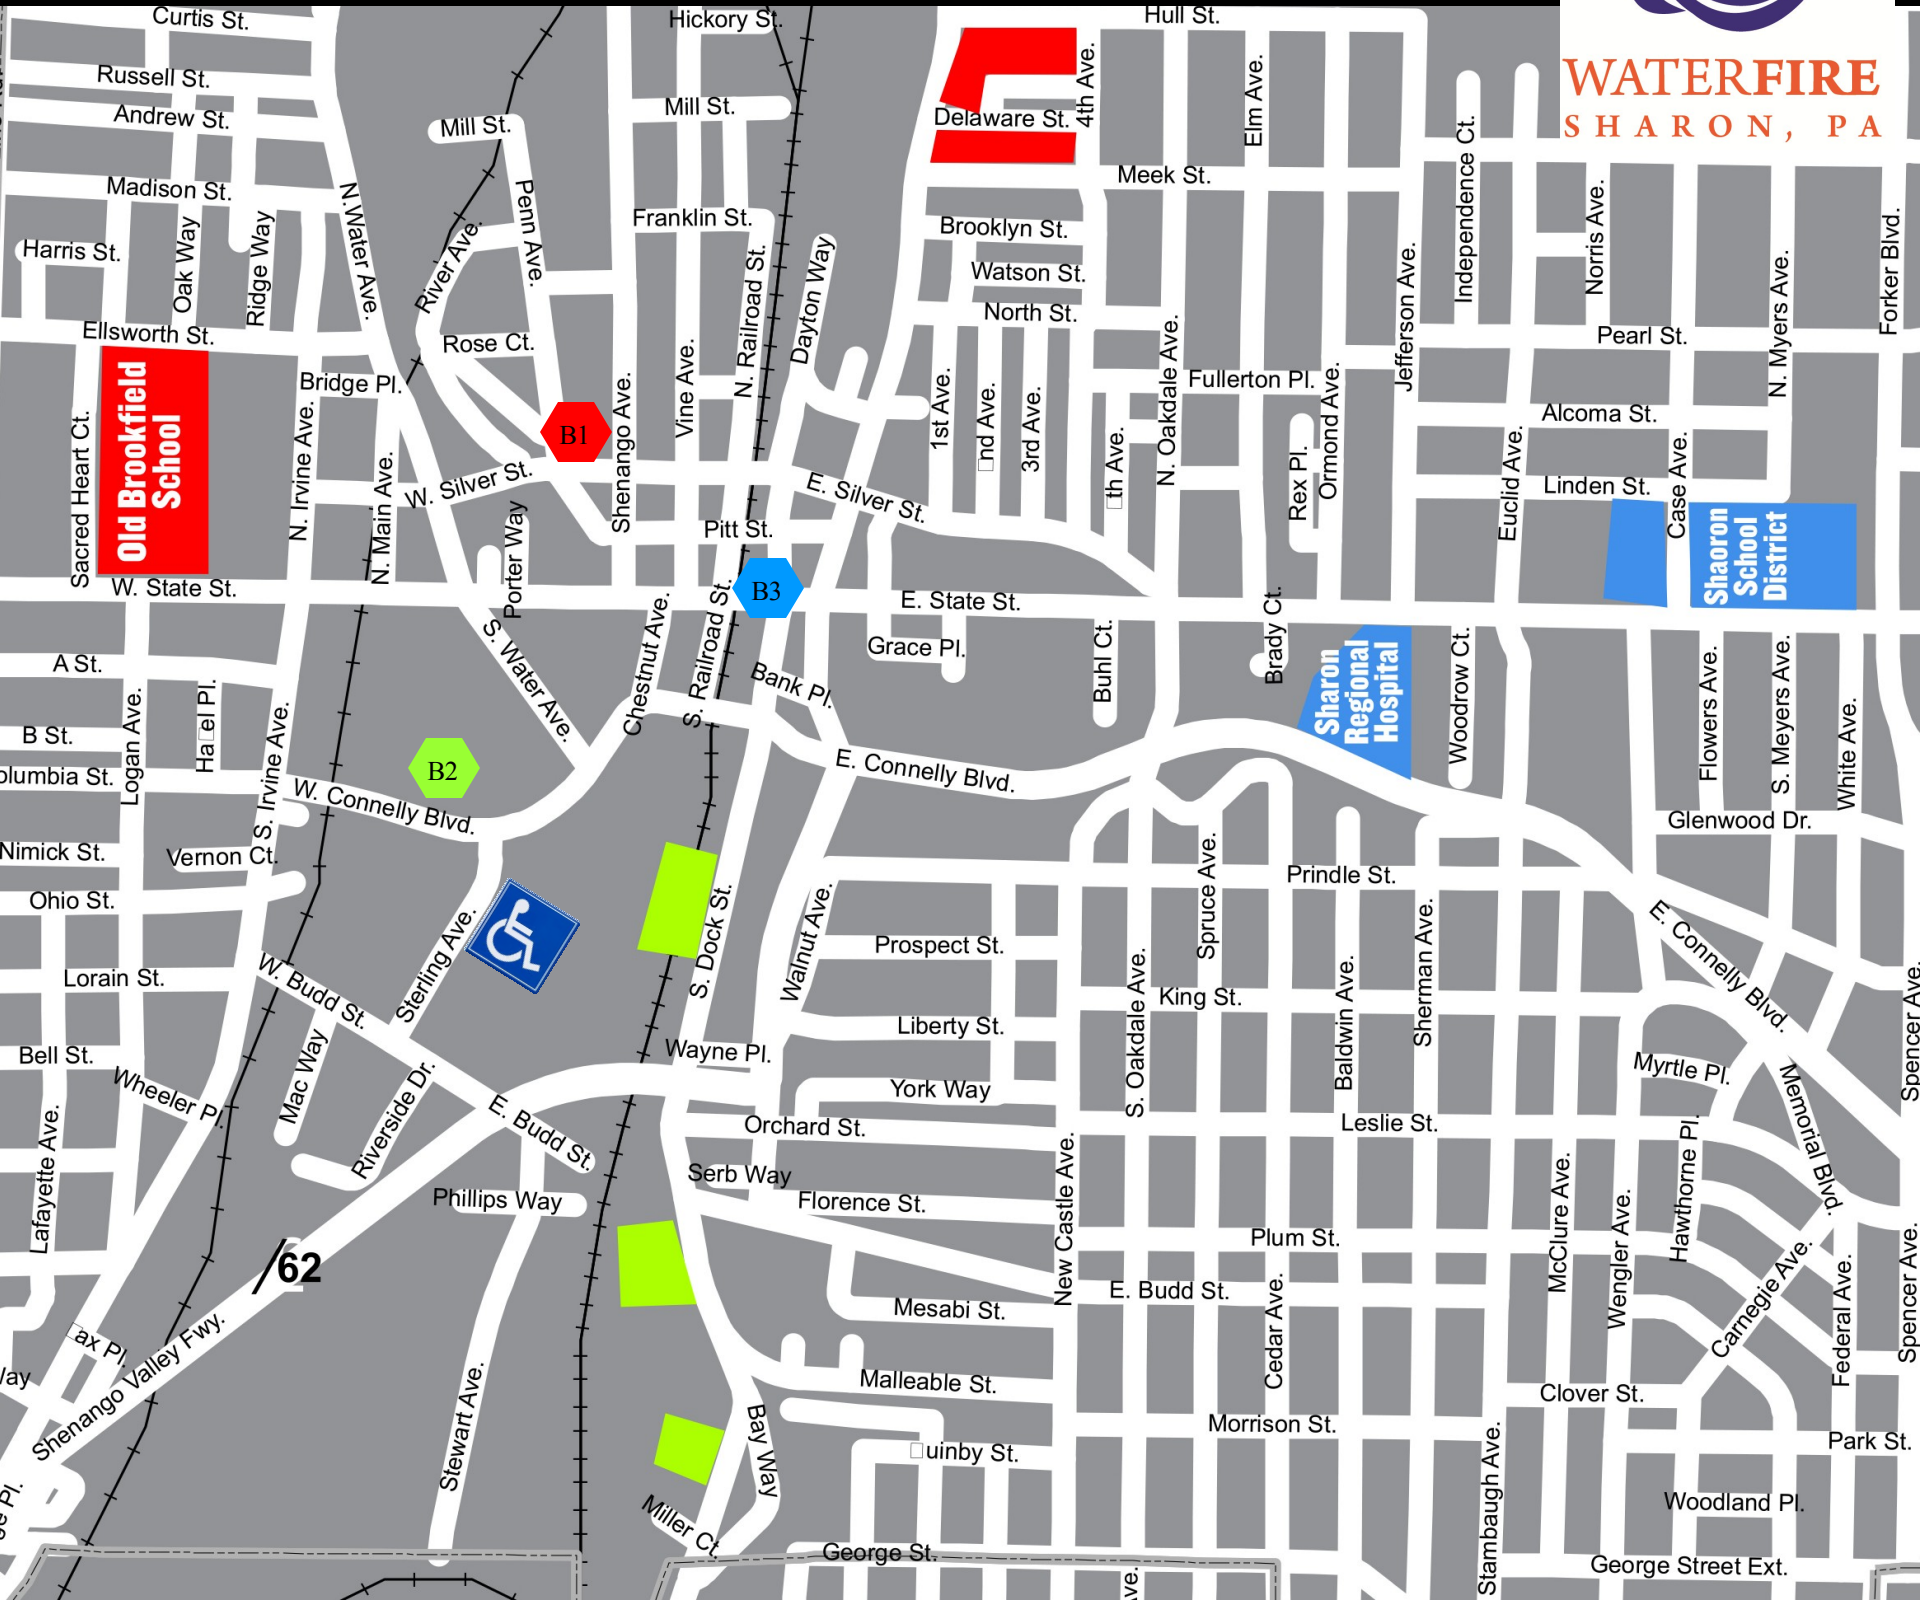 WATERFIRE
SHARON, PA
Curtis St.
Hickory St.
Hull St.
Russell St.
Andrew St.
Mill St.
Mill St.
Delaware St.
4th Ave.
Elm Ave.
Independence Ct.
Madison St.
N.Water Ave.
Penn Ave.
Franklin St.
Meek St.
Norris Ave.
Forker Blvd.
Harris St.
Oak Way
Ridge Way
River Ave.
N. Railroad St.
Dayton Way
Brooklyn St.
Watson St.
North St.
Jefferson Ave.
N. Myers Ave.
Ellsworth St.
Rose Ct.
Pearl St.
Bridge Pl.
Vine Ave.
Shenango Ave.
1st Ave.
nd Ave.
3rd Ave.
th Ave.
N. Oakdale Ave.
Fullerton Pl.
Ormond Ave.
Rex Pl.
Alcoma St.
Old Brookfield
School
Sacred Heart Ct.
N. Irvine Ave.
N. Main Ave.
W. Silver St.
B1
E. Silver St.
Linden St.
Euclid Ave.
Case Ave.
Sharoron
School
District
Porter Way
Pitt St.
W. State St.
B3
E. State St.
Grace Pl.
Buhl Ct.
Brady Ct.
Sharon
Regional
Hospital
Woodrow Ct.
Flowers Ave.
S. Meyers Ave.
White Ave.
A St.
Logan Ave.
Ha el Pl.
S. Irvine Ave.
S. Water Ave.
Chestnut Ave.
S. Railroad St.
Bank Pl.
B St.
olumbia St.
B2
W. Connelly Blvd.
E. Connelly Blvd.
Glenwood Dr.
Nimick St.
Vernon Ct.
Spruce Ave.
Prindle St.
Ohio St.
Sterling Ave.
S. Dock St.
Walnut Ave.
Prospect St.
Sherman Ave.
E. Connelly Blvd.
Lorain St.
W. Budd St.
King St.
S. Oakdale Ave.
Baldwin Ave.
Spencer Ave.
Bell St.
Wheeler Pl.
Mac Way
Riverside Dr.
Wayne Pl.
Liberty St.
York Way
Myrtle Pl.
Memorial Blvd.
Lafayette Ave.
E. Budd St.
Orchard St.
Leslie St.
Serb Way
Phillips Way
Florence St.
New Castle Ave.
Plum St.
McClure Ave.
Wengler Ave.
Hawthorne Pl.
62
Mesabi St.
E. Budd St.
Cedar Ave.
Carnegie Ave.
Federal Ave.
Spencer Ave.
ax Pl.
Shenango Valley Fwy.
Malleable St.
Clover St.
Stewart Ave.
Bay Way
uinby St.
Morrison St.
Park St.
Stambaugh Ave.
Woodland Pl.
Miller Ct.
George St.
George Street Ext.
ve.